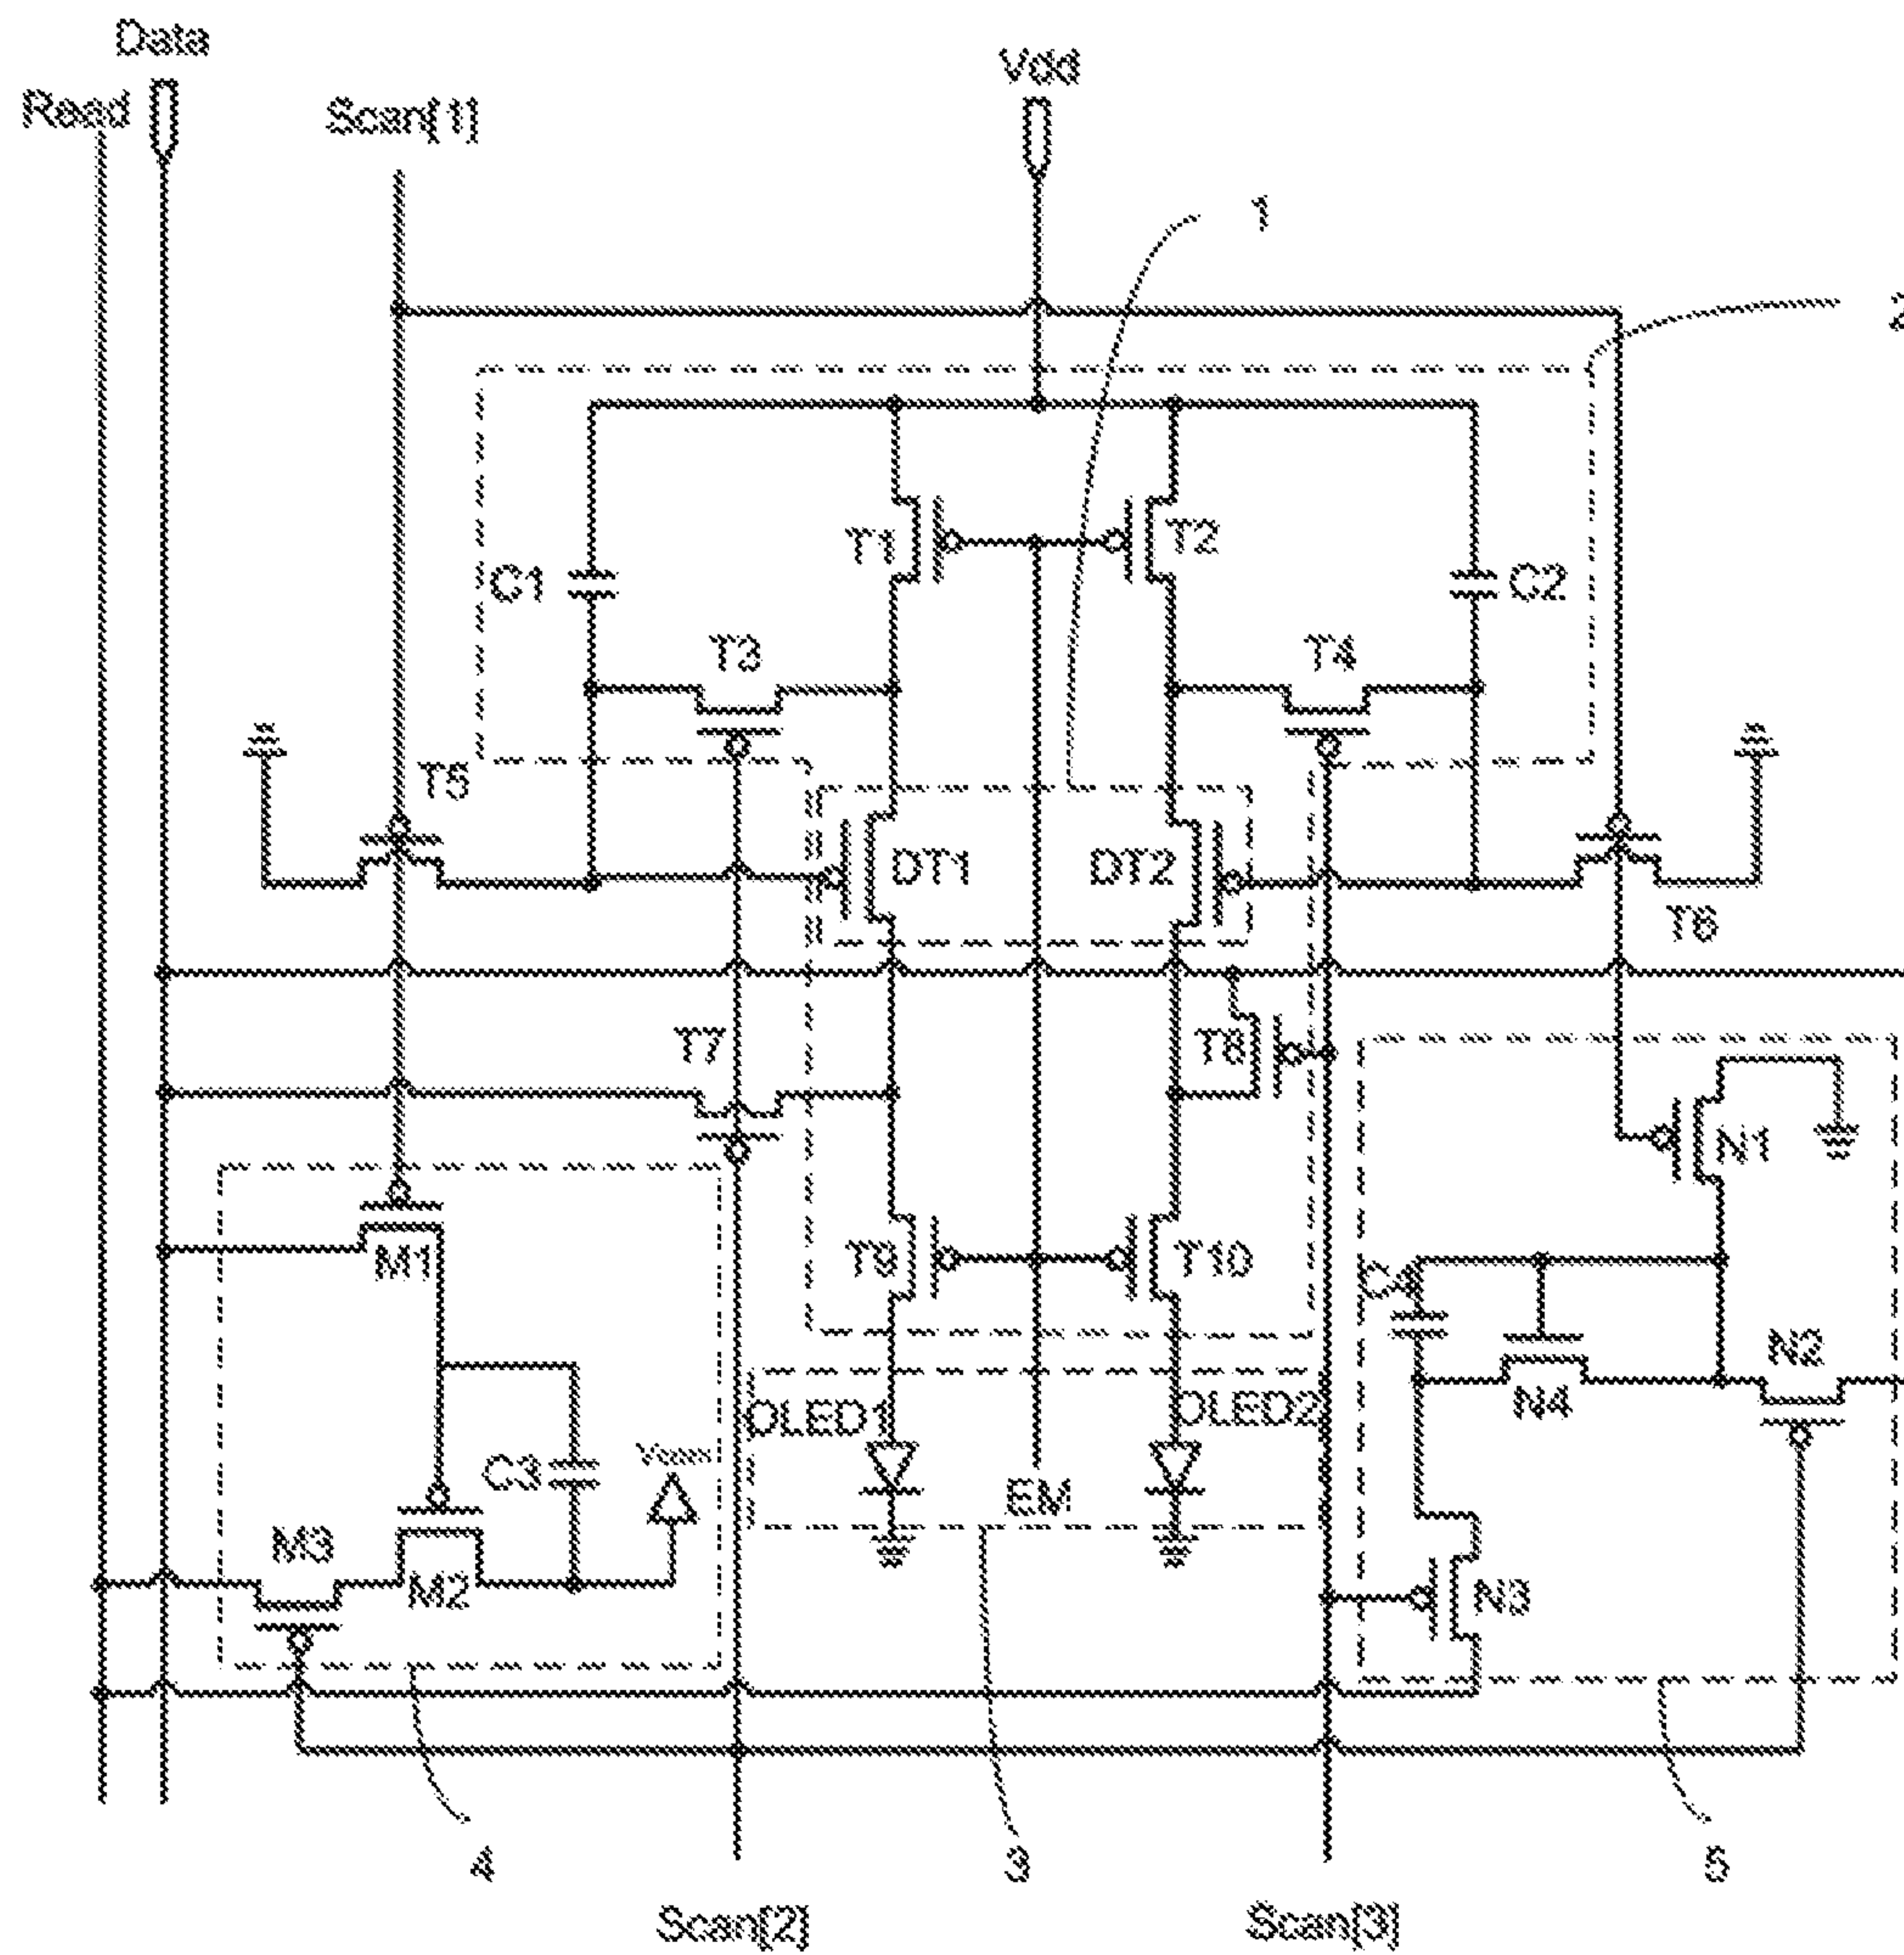 Data
Read
Scan[1]
Vdd
1
2
T1
T2
C1
C2
T3
T4
T5
DT1
DT2
T6
T7
T8
N1
M1
T9
T10
C4
N2
OLED1
OLED2
N4
C3
EM
M3
M2
N3
4
3
5
Scan[2]
Scan[3]